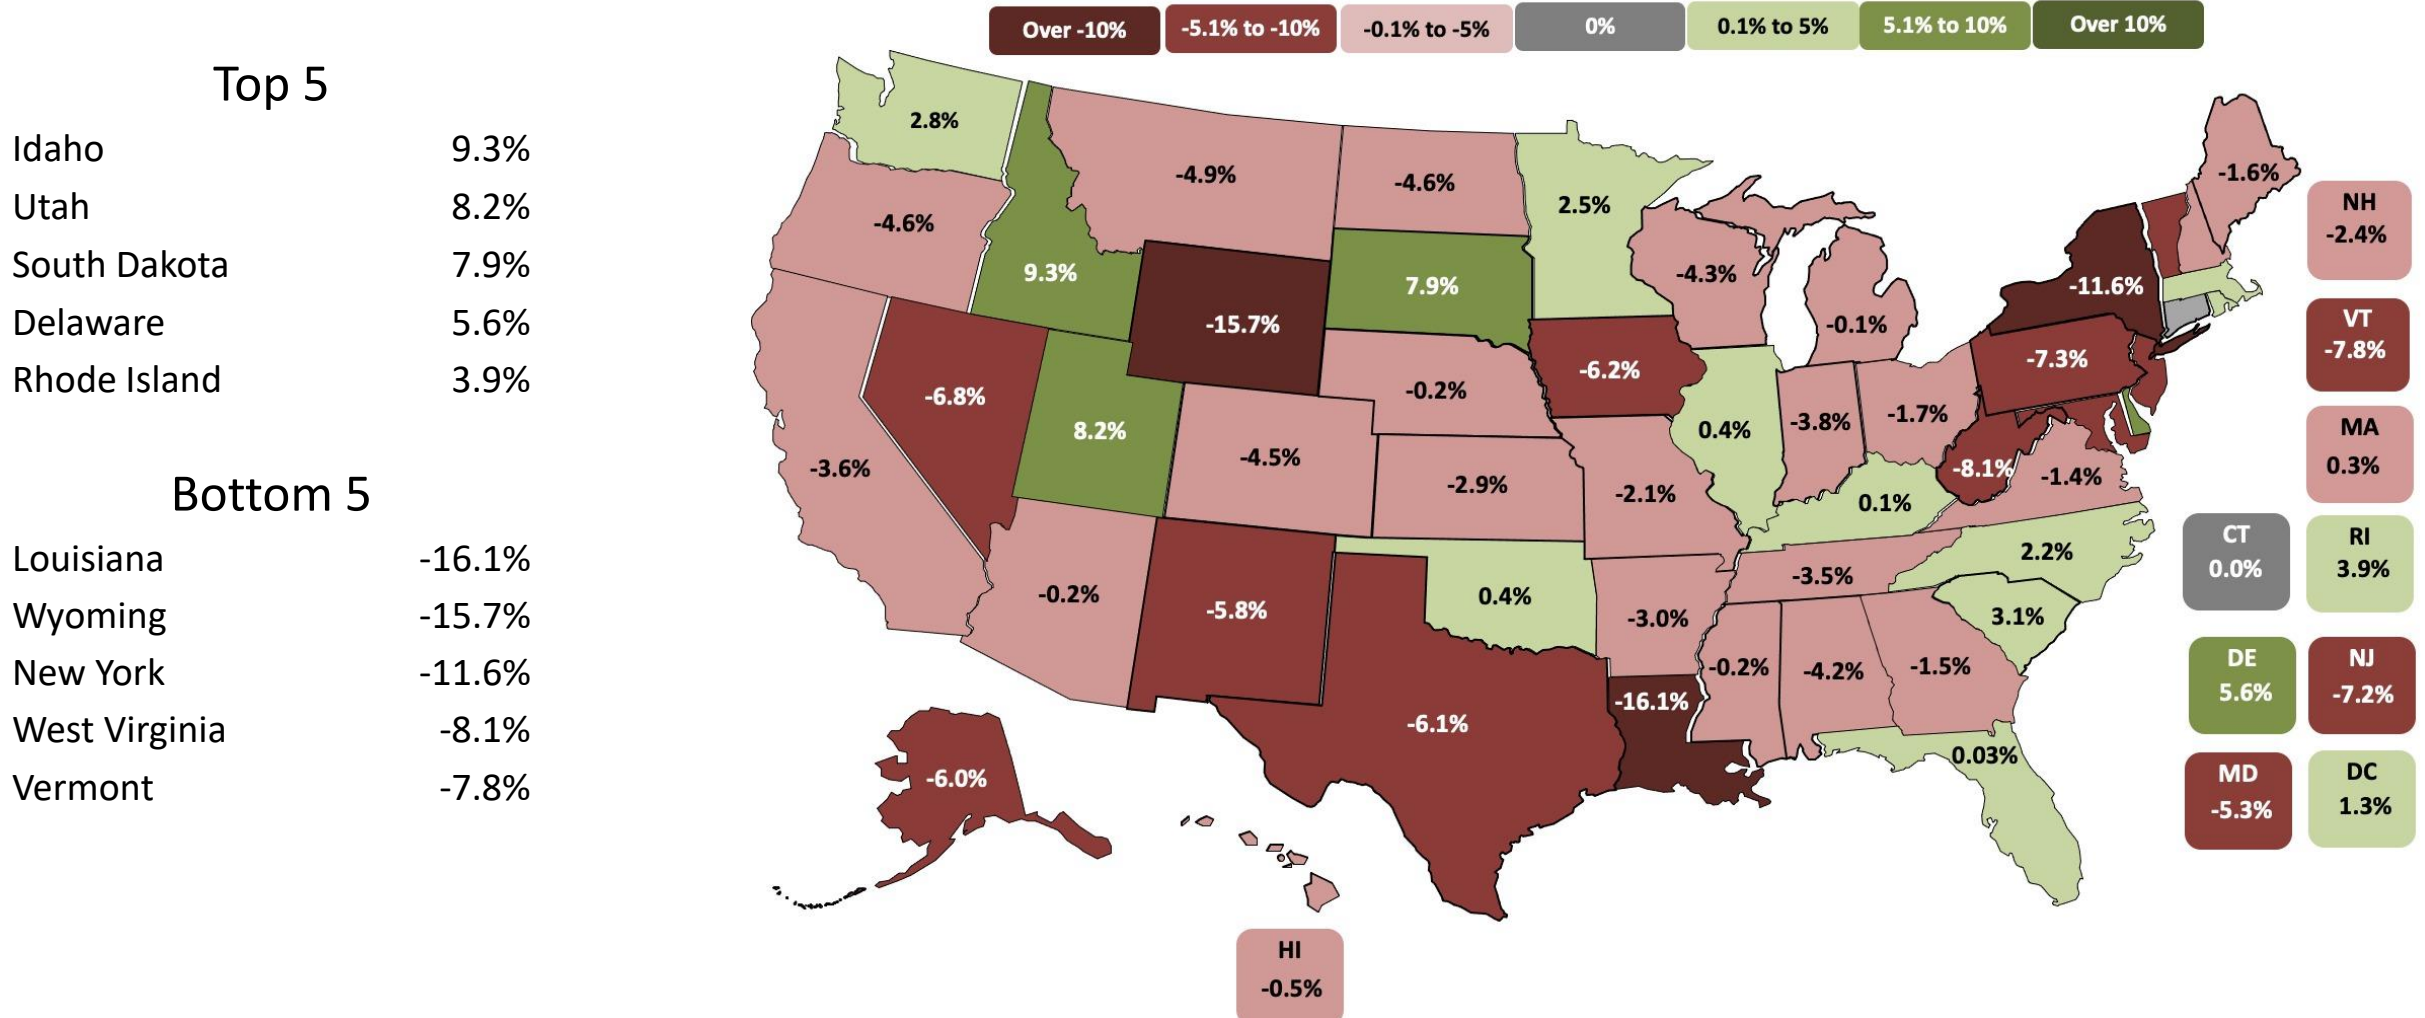 Over -10% -5.1% to -10% -0.1% to -5% 0% 0.1% to 5% 5.1% to 10% Over 10%
Top 5
Idaho 9.3%
Utah 8.2%
South Dakota 7.9%
Delaware 5.6%
Rhode Island 3.9%
Bottom 5
Louisiana -16.1%
Wyoming -15.7%
New York -11.6%
West Virginia -8.1%
Vermont -7.8%
2.8%
-4.9%
-4.6%
2.5%
-1.6%
-4.6%
9.3%
-15.7%
7.9%
-4.3%
-0.1%
-11.6%
-6.8%
8.2%
-4.5%
-0.2%
-6.2%
0.4%
-3.8%
-1.7%
-7.3%
-3.6%
-2.9%
-2.1%
0.1%
-8.1%
-1.4%
-0.2%
-5.8%
0.4%
-3.0%
-3.5%
2.2%
3.1%
-6.1%
-16.1%
-0.2%
-4.2%
-1.5%
0.03%
-6.0%
NH
-2.4%
VT
-7.8%
MA
0.3%
CT
0.0%
RI
3.9%
DE
5.6%
NJ
-7.2%
MD
-5.3%
DC
1.3%
HI
-0.5%